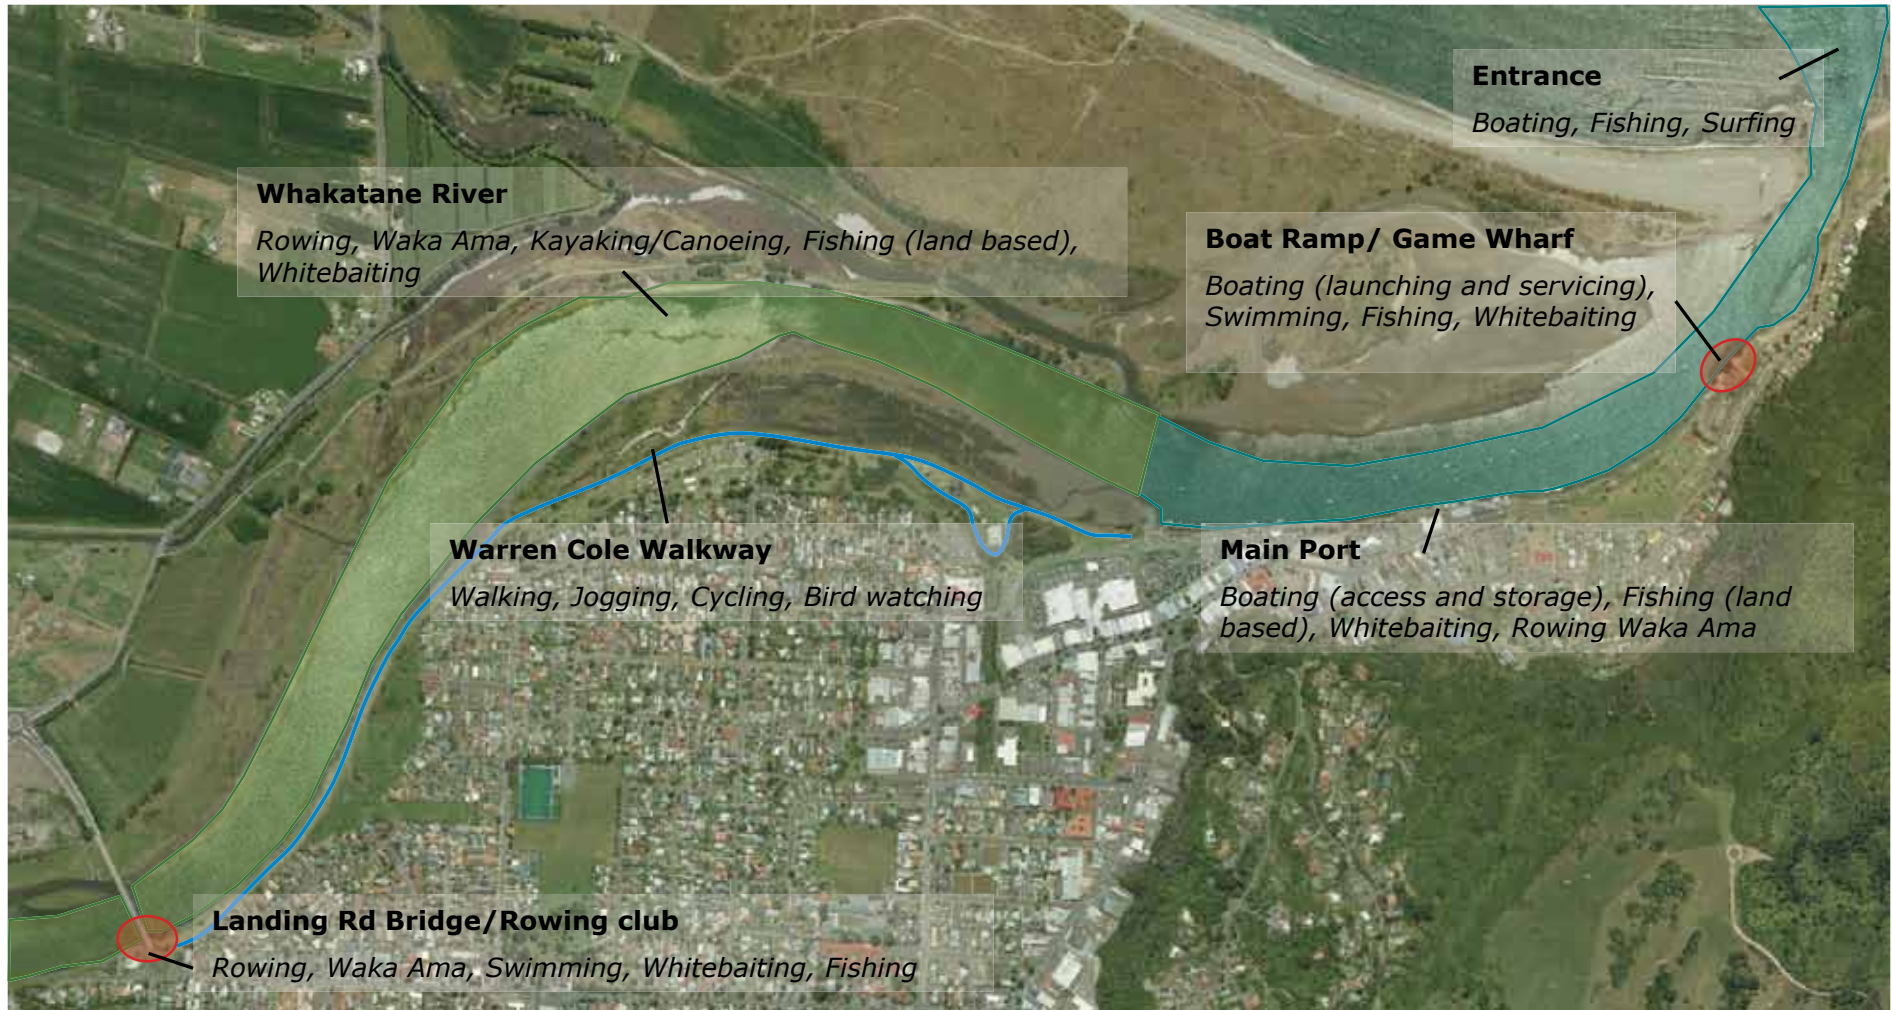 Entrance
Boating, Fishing, Surfing
Whakatane River
Rowing, Waka Ama, Kayaking/Canoeing, Fishing (land based),
Whitebaiting
Boat Ramp/ Game Wharf
Boating (launching and servicing),
Swimming, Fishing, Whitebaiting
Warren Cole Walkway
Walking, Jogging, Cycling, Bird watching
Main Port
Boating (access and storage), Fishing (land
based), Whitebaiting, Rowing Waka Ama
Landing Rd Bridge/Rowing club
Rowing, Waka Ama, Swimming, Whitebaiting, Fishing